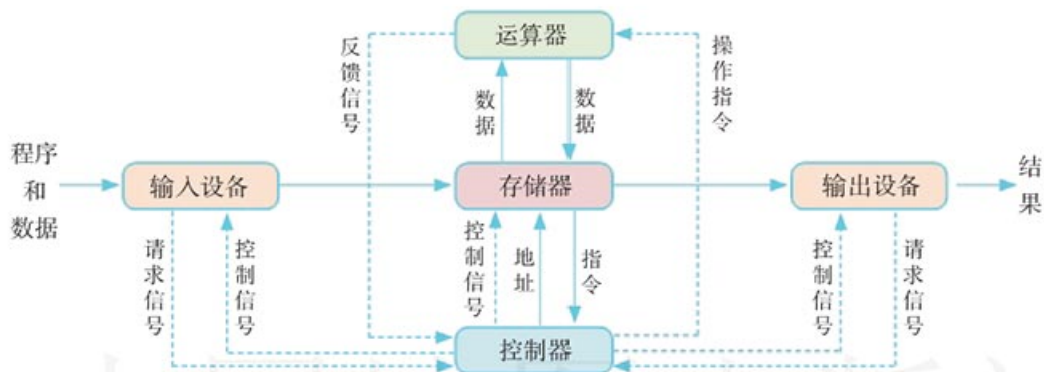 运算器
反馈信号
操作指令
数据
数据
程序
和
数据
输入设备
存储器
输出设备
结果
请求信号
控制信号
控制信号
地址
指令
控制信号
请求信号
控制器